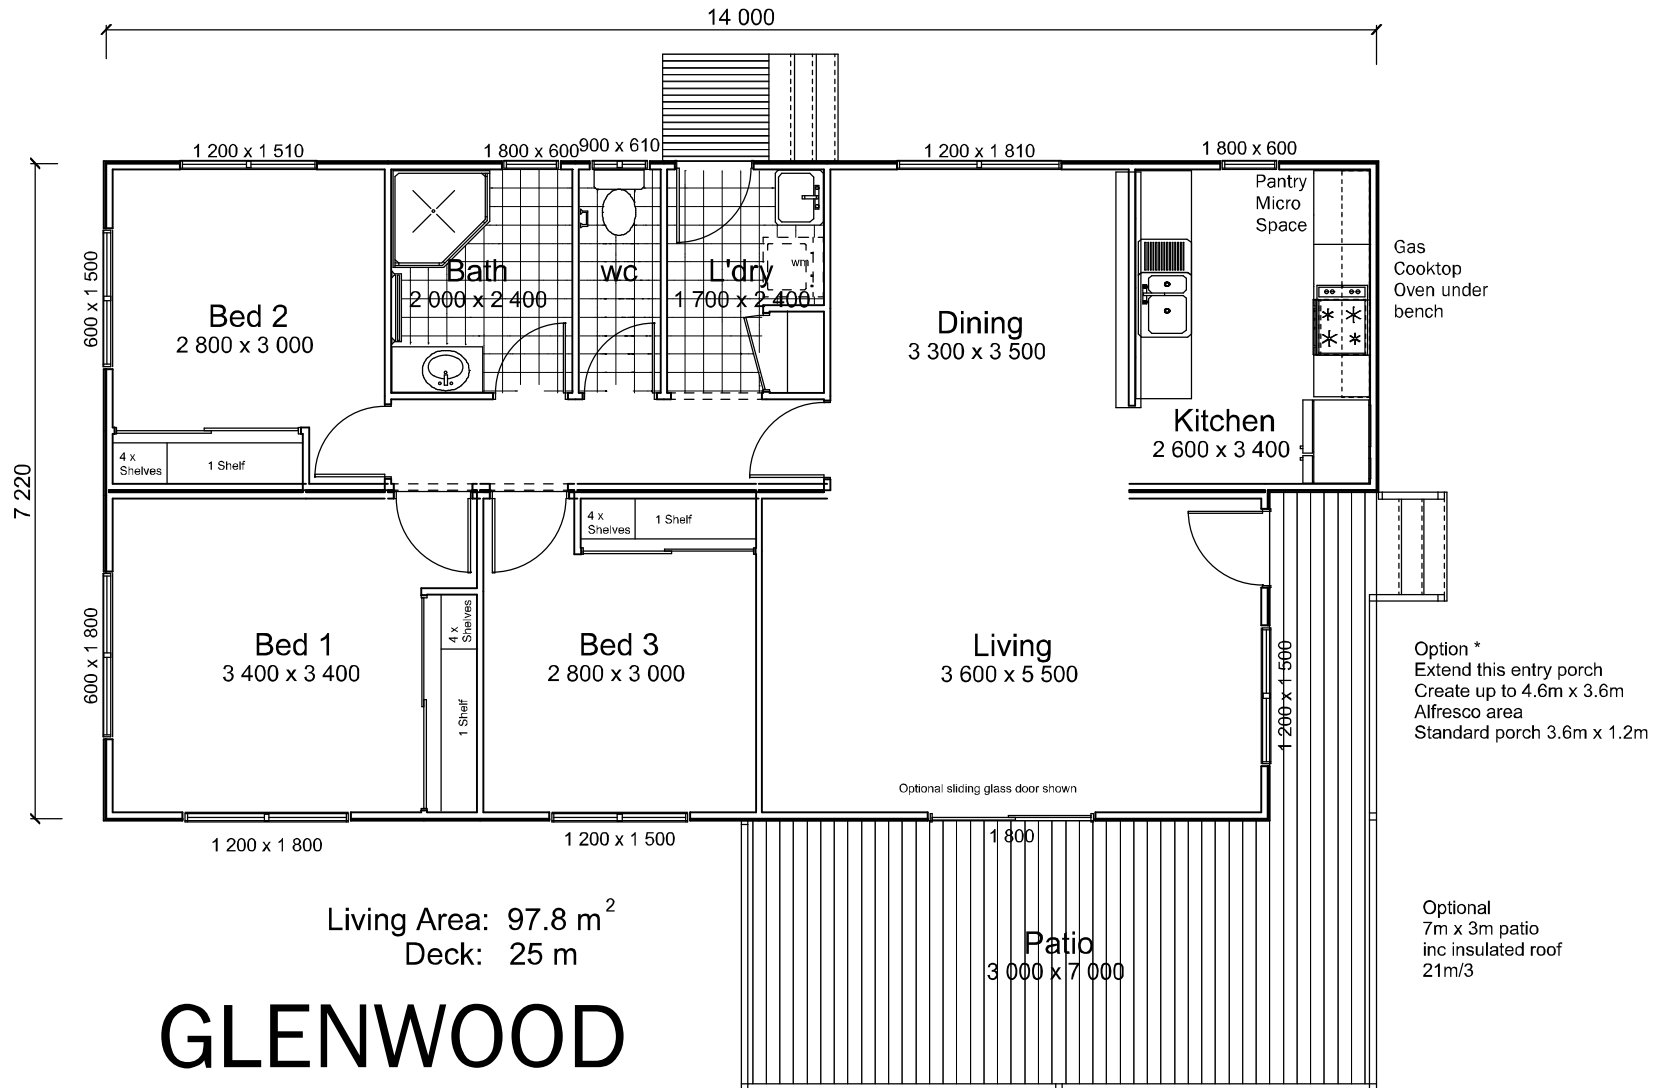 14 000
1 200 x 1 510
1 800 x 600
900 x 610
1 200 x 1 810
1 800 x 600
Pantry
Micro
Space
Gas
Cooktop
Oven under
bench
600 x 1 500
Bed 2
2 800 x 3 000
Bath
2 000 x 2 400
wc
L'dry
1 700 x 2 400
wm
Dining
3 300 x 3 500
Kitchen
2 600 x 3 400
4 x
Shelves
1 Shelf
7 220
4 x
Shelves
1 Shelf
600 x 1 800
Bed 1
3 400 x 3 400
4 x
Shelves
1 Shelf
Bed 3
2 800 x 3 000
Living
3 600 x 5 500
1 200 x 1 500
Option *
Extend this entry porch
Create up to 4.6m x 3.6m
Alfresco area
Standard porch 3.6m x 1.2m
Optional sliding glass door shown
1 200 x 1 800
1 200 x 1 500
1 800
Living Area: 97.8 m2
Deck: 25 m
Patio
3 000 x 7 000
Optional
7m x 3m patio
inc insulated roof
21m/3
GLENWOOD